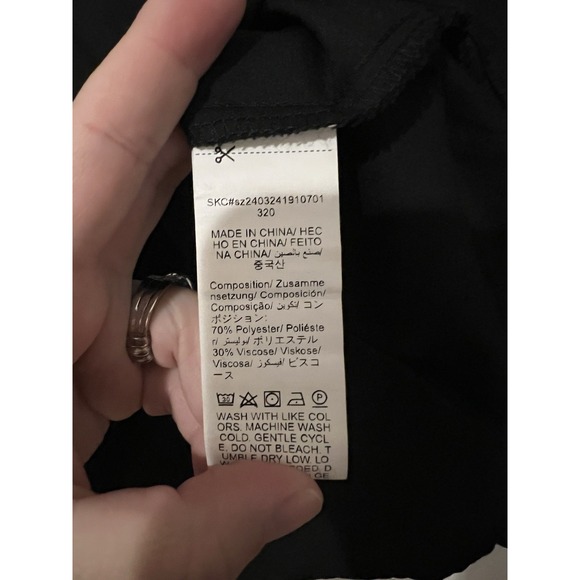 SKC#sz2403241910701
320
MADE IN CHINA/ HEC
HO EN CHINA/ FEITO
NA CHINA/ صنع بالصين/
중국산
Composition/ Zusamme
nsetzung/ Composición/
Composição/ تكوين/ コン
ポジション:
70% Polyester/ Poliéste
r/ بوليستر/ ポリエステル
30% Viscose/ Viskose/
Viscosa/ فيسكوز/ ビスコ
ース
P
WASH WITH LIKE COL
ORS. MACHINE WASH
COLD. GENTLE CYCL
E. DO NOT BLEACH. T
UMBLE DRY LOW. LO